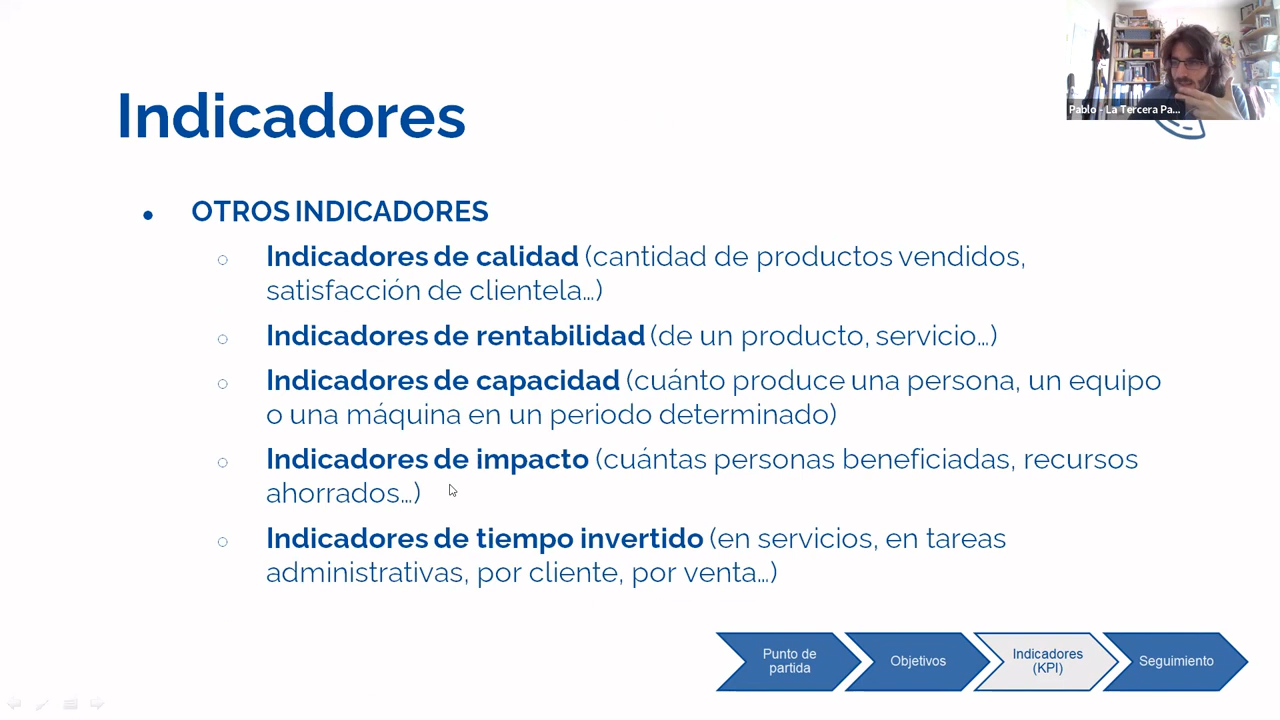 Pablo - La Tercera Pa...
Indicadores
OTROS INDICADORES
Indicadores de calidad (cantidad de productos vendidos,
satisfacción de clientela…)
Indicadores de rentabilidad (de un producto, servicio…)
Indicadores de capacidad (cuánto produce una persona, un equipo
o una máquina en un periodo determinado)
Indicadores de impacto (cuántas personas beneficiadas, recursos
ahorrados…)
Indicadores de tiempo invertido (en servicios, en tareas
administrativas, por cliente, por venta…)
Punto de
partida
Objetivos
Indicadores
(KPI)
Seguimiento